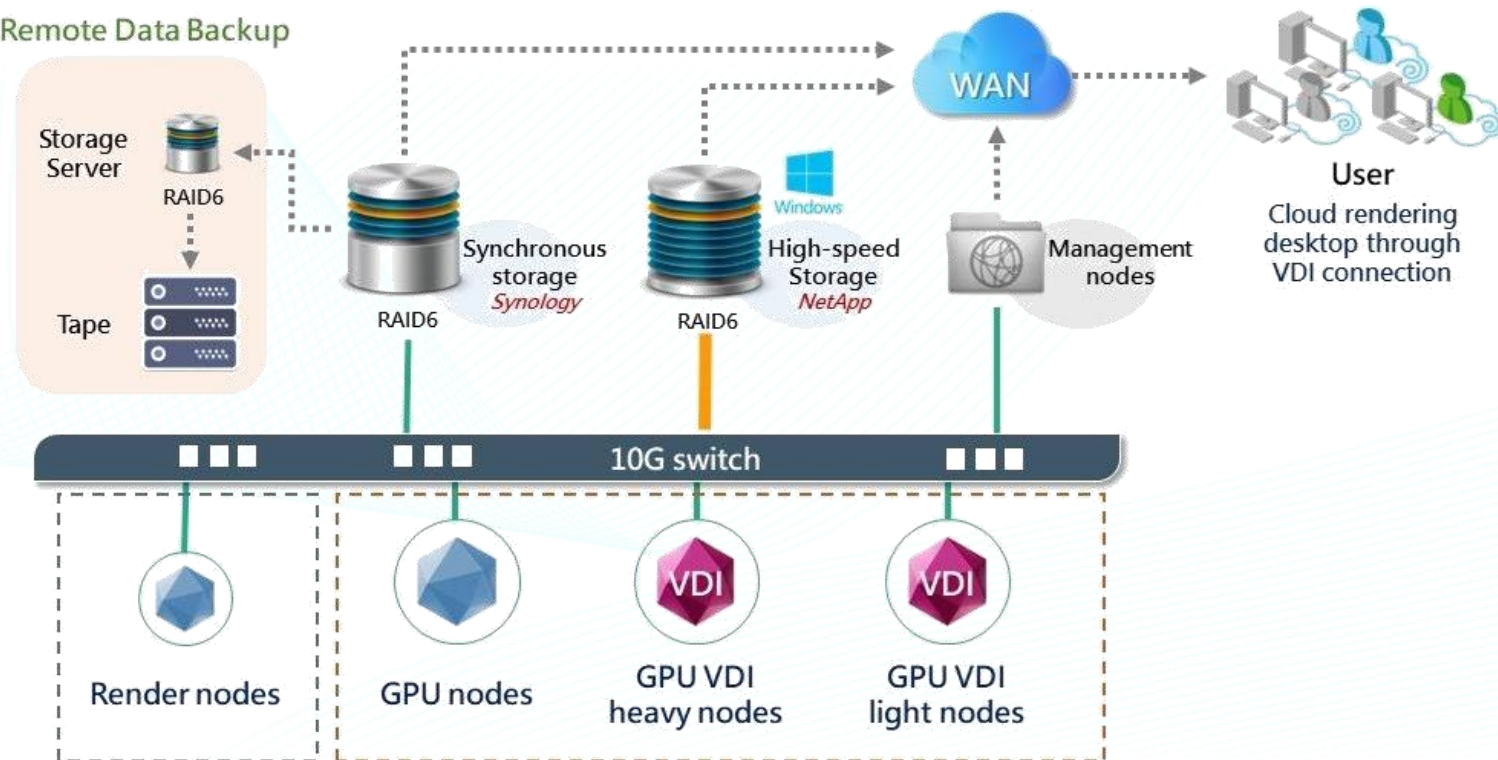 Remote Data Backup
Storage
Server
RAID6
Tape
Synchronous
storage
Synology
RAID6
Windows
High-speed
Storage
NetApp
RAID6
WAN
Management
nodes
User
Cloud rendering
desktop through
VDI connection
10G switch
Render nodes
GPU nodes
VDI
GPU VDI
heavy nodes
VDI
GPU VDI
light nodes